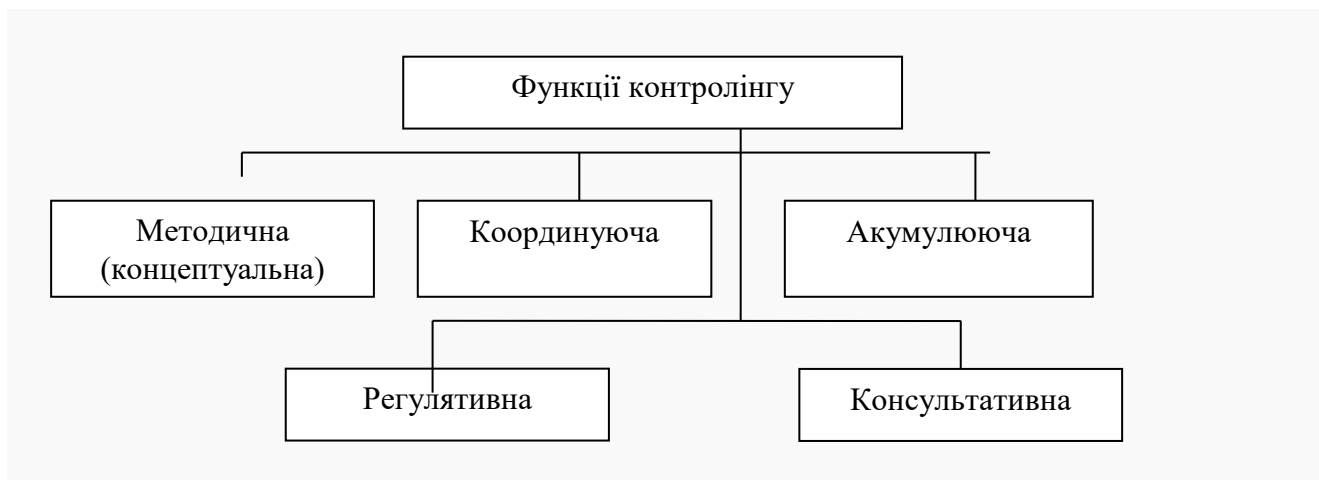 Функції контролінгу
Методична
(концептуальна)
Координуюча
Акумулююча
Регулятивна
Консультативна